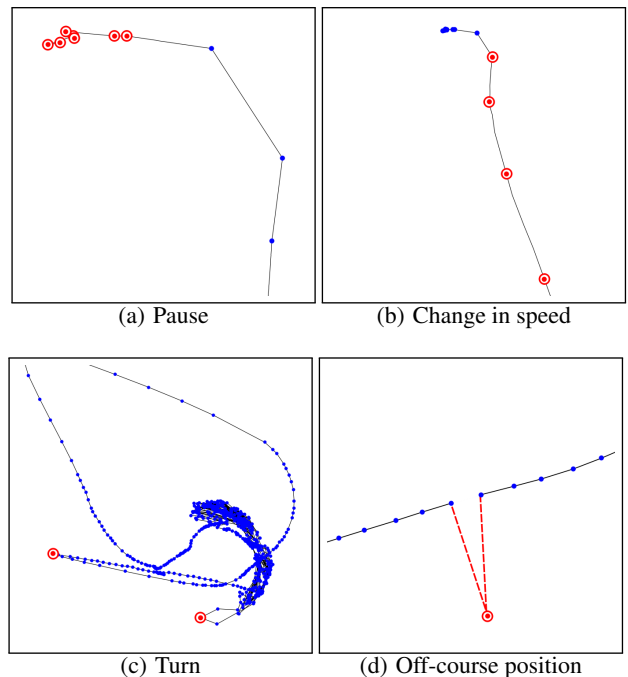 (a) Pause
(b) Change in speed
(c) Turn
(d) Off-course position